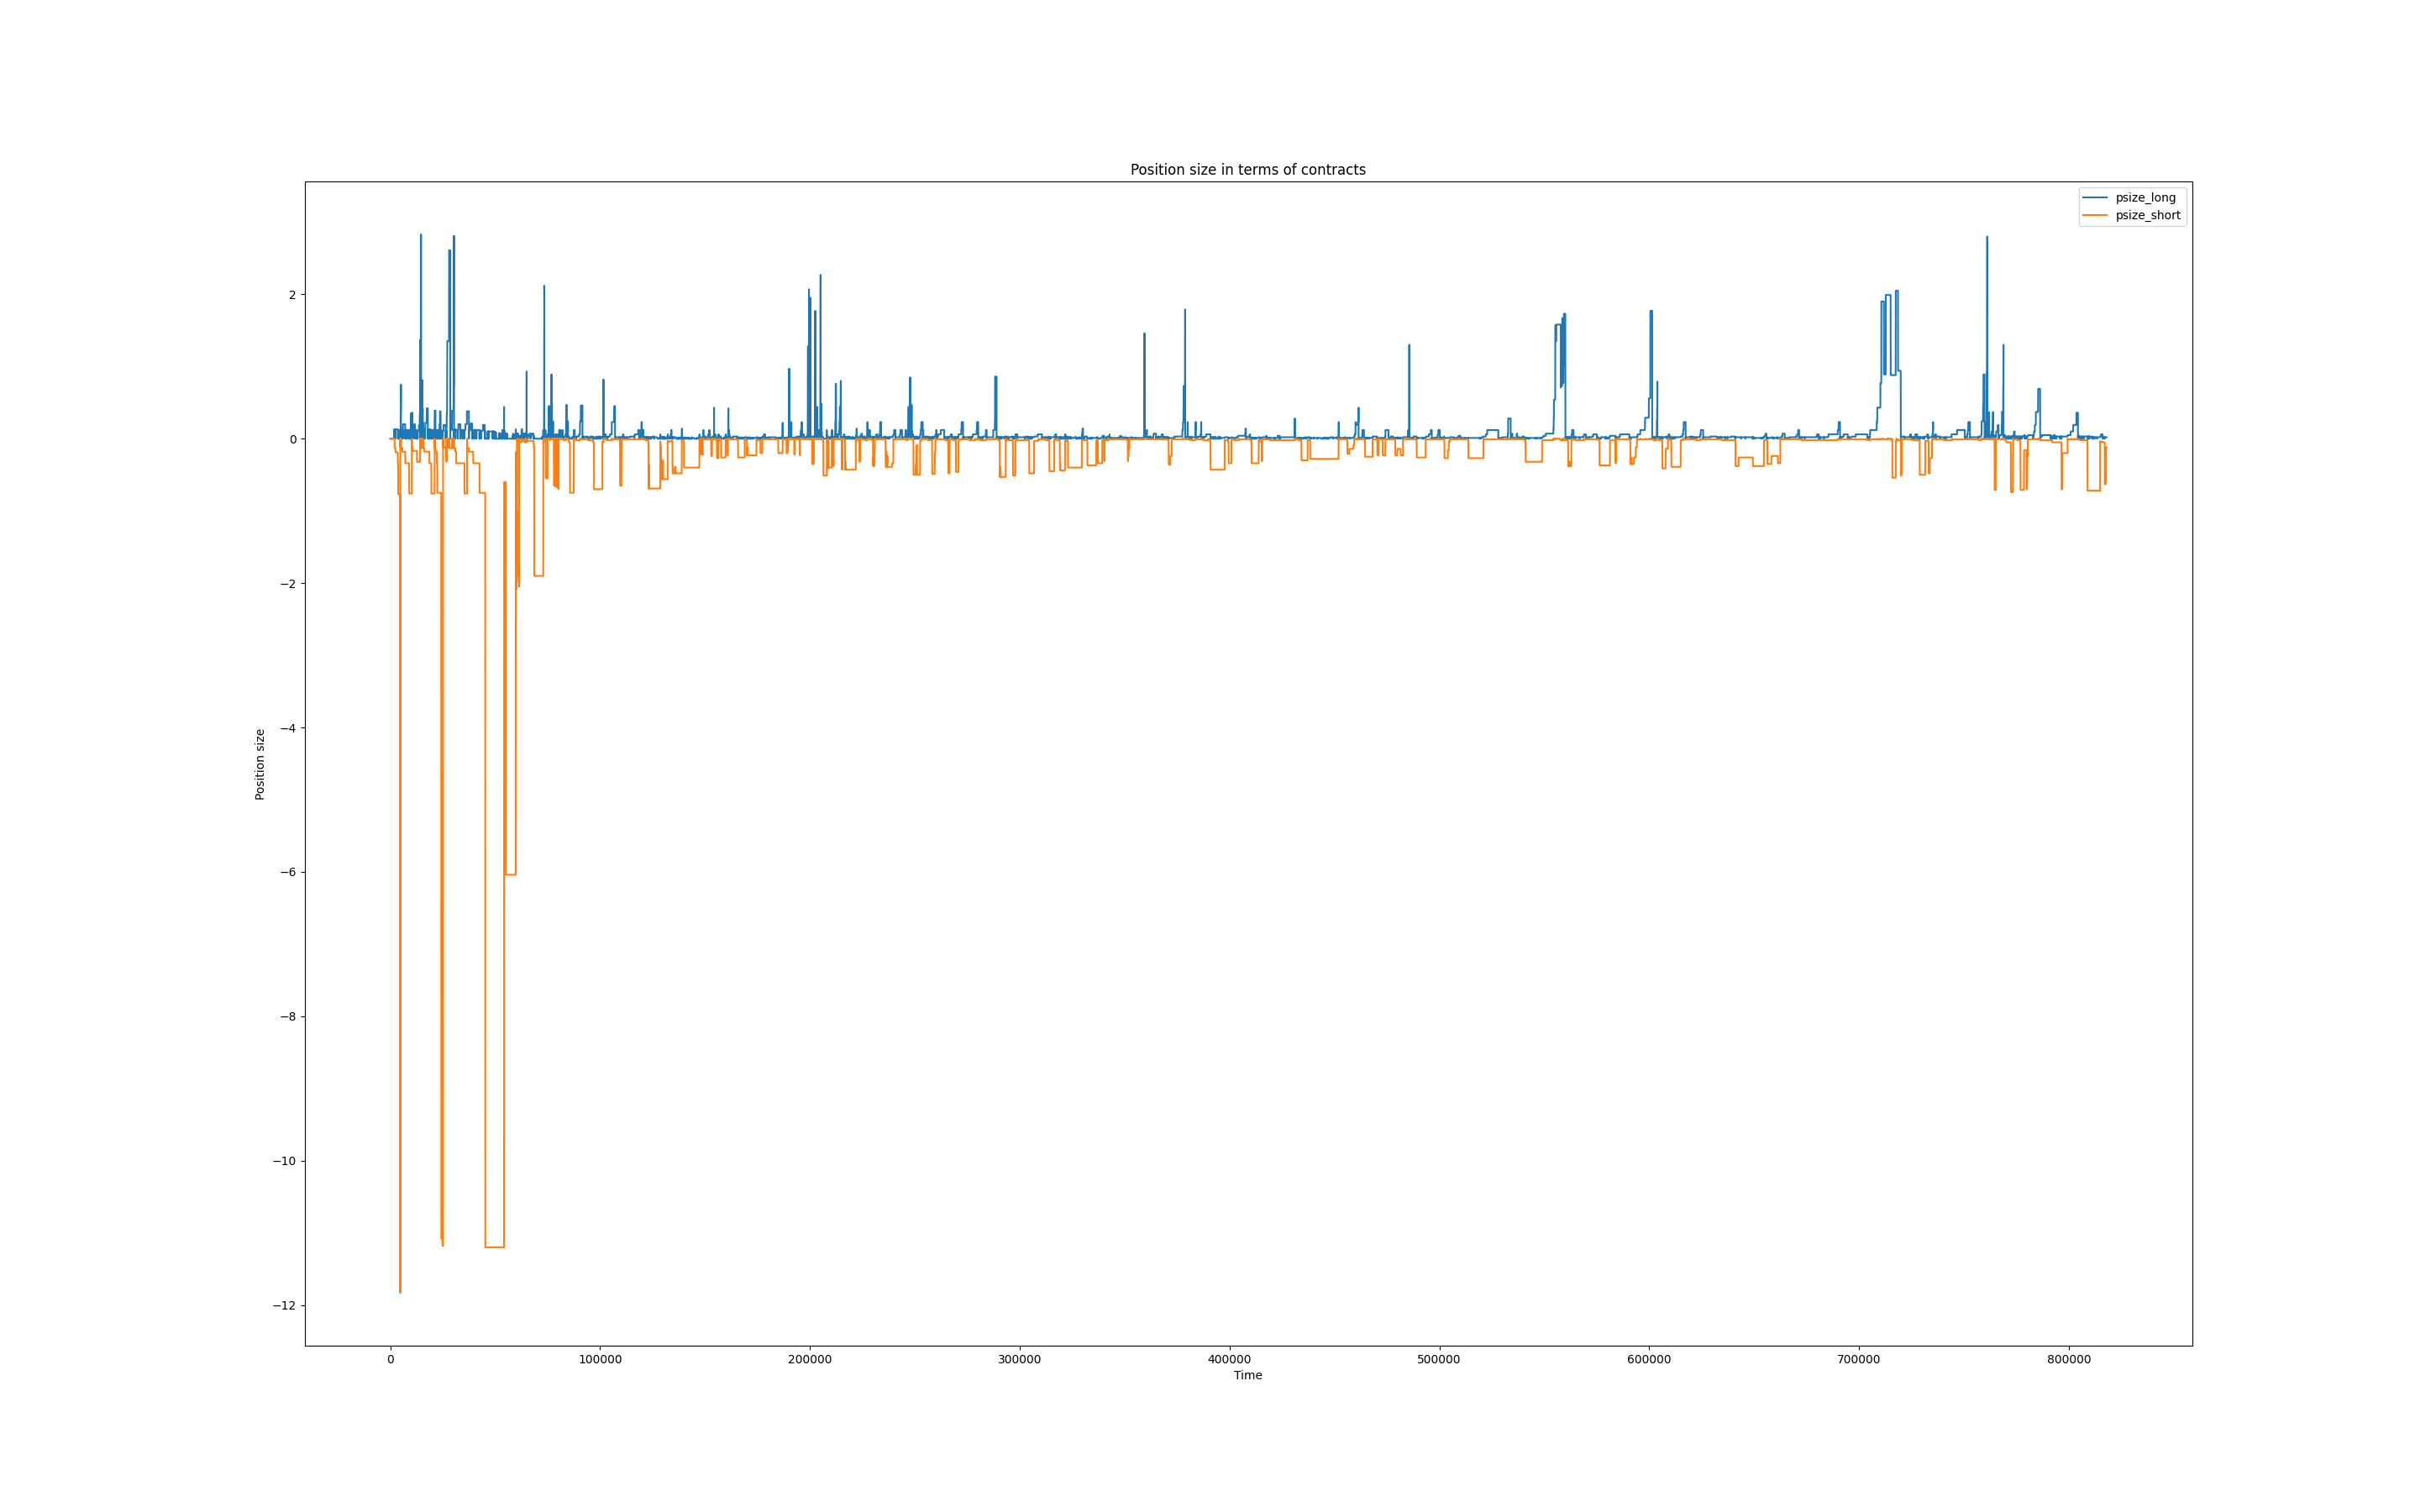 Position size in terms of contracts
psize_long
psize_short
2
0
−2
−4
−6
−8
−10
−12
Position size
0 100000 200000 300000 400000 500000 600000 700000 800000
Time